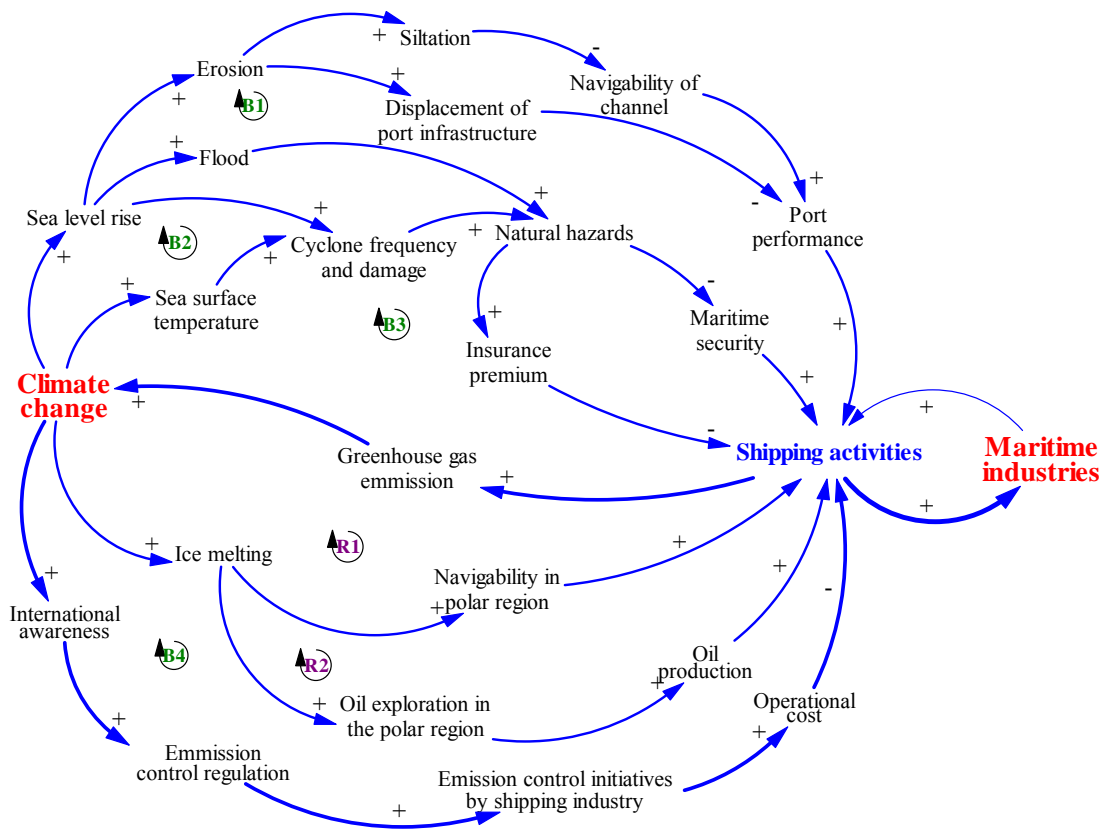 Siltation
+
-
Erosion
+
Navigability of
channel
+
B1
Displacement of
port infrastructure
+
Flood
+
+
-
Port
performance
Sea level rise
+
+
B2
Cyclone frequency
and damage
+
Natural hazards
+
+
Sea surface
temperature
-
B3
+
Maritime
security
+
Insurance
premium
+
Climate
change
+
+
-
Shipping activities
Maritime
industries
Greenhouse gas
emmission
+
+
R1
+
Ice melting
+
+
Navigability in
polar region
+
-
International
awareness
+
B4
R2
Oil
production
+
Oil exploration in
the polar region
+
Operational
cost
+
+
Emmission
control regulation
Emission control initiatives
by shipping industry
+